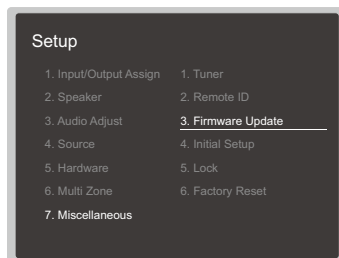 Setup
1. Input/Output Assign
2. Speaker
3. Audio Adjust
4. Source
5. Hardware
6. Multi Zone
7. Miscellaneous
1. Tuner
2. Remote ID
3. Firmware Update
4. Initial Setup
5. Lock
6. Factory Reset